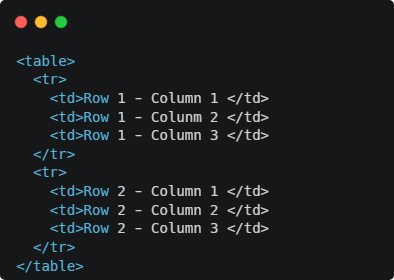 <table>
<tr>
<td>Row 1 - Column 1 </td>
<td>Row 1 - Colunm 2 </td>
<td>Row 1 - Column 3 </td>
</tr>
<tr>
<td>Row 2 - Column 1 </td>
<td>Row 2 - Column 2 </td>
<td>Row 2 - Column 3 </td>
</tr>
</table>